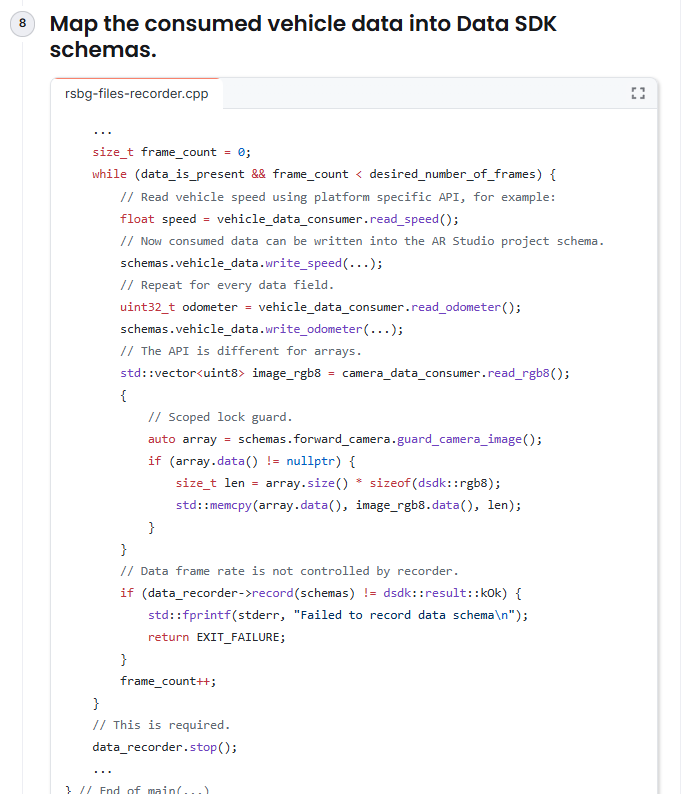 8
Map the consumed vehicle data into Data SDK
schemas.
rsbg-files-recorder.cpp
...
size_t frame_count = 0;
while (data_is_present && frame_count < desired_number_of_frames) {
// Read vehicle speed using platform specific API, for example:
float speed = vehicle_data_consumer.read_speed();
// Now consumed data can be written into the AR Studio project schema.
schemas.vehicle_data.write_speed(...);
// Repeat for every data field.
uint32_t odometer = vehicle_data_consumer.read_odometer();
schemas.vehicle_data.write_odometer(...);
// The API is different for arrays.
std::vector<uint8> image_rgb8 = camera_data_consumer.read_rgb8();
{
// Scoped lock guard.
auto array = schemas.forward_camera.guard_camera_image();
if (array.data() != nullptr) {
size_t len = array.size() * sizeof(dsdk::rgb8);
std::memcpy(array.data(), image_rgb8.data(), len);
}
}
// Data frame rate is not controlled by recorder.
if (data_recorder->record(schemas) != dsdk::result::kOk) {
std::fprintf(stderr, "Failed to record data schema\n");
return EXIT_FAILURE;
}
frame_count++;
}
// This is required.
data_recorder.stop();
...
} // End of main(...)